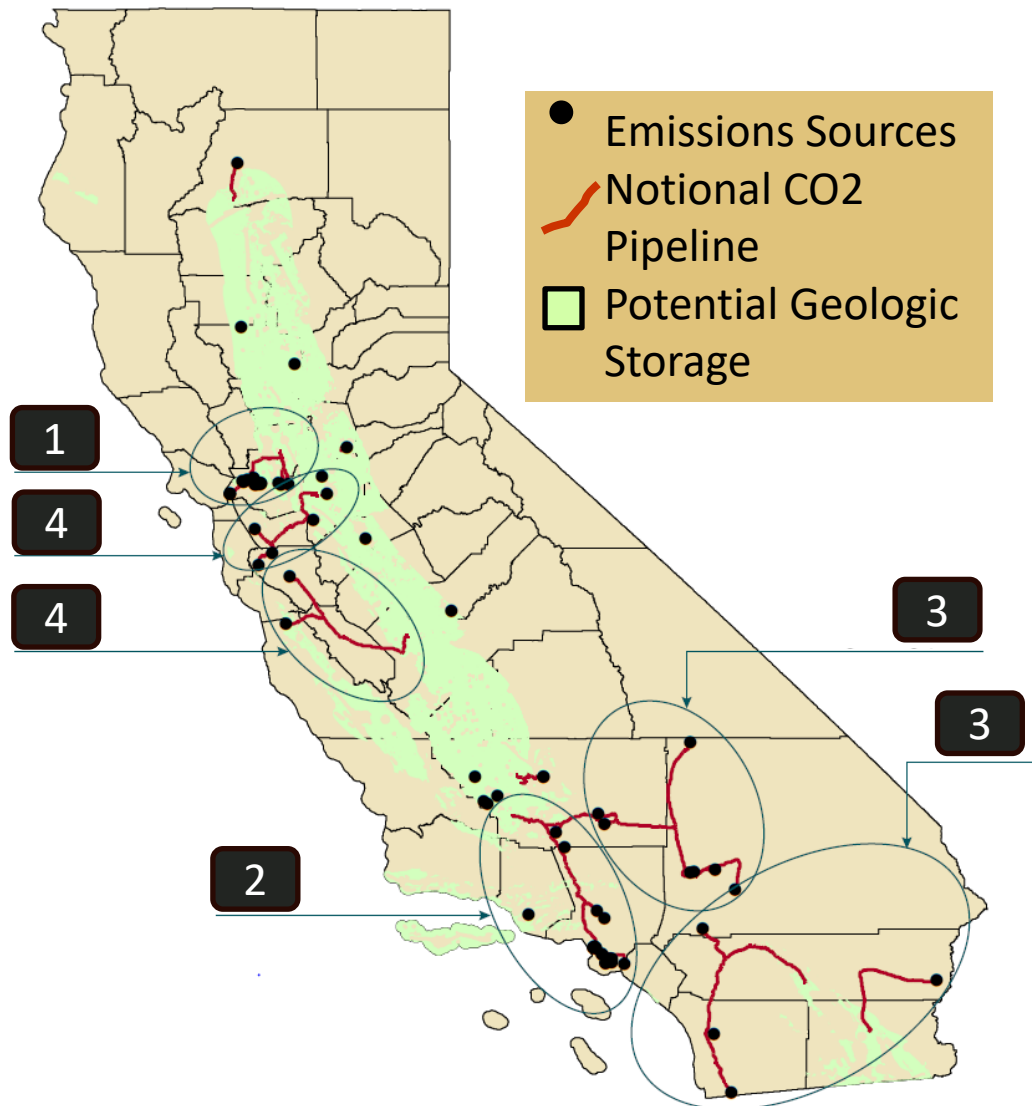 Emissions Sources
Notional CO2
Pipeline
Potential Geologic
Storage
1
4
4
3
3
2